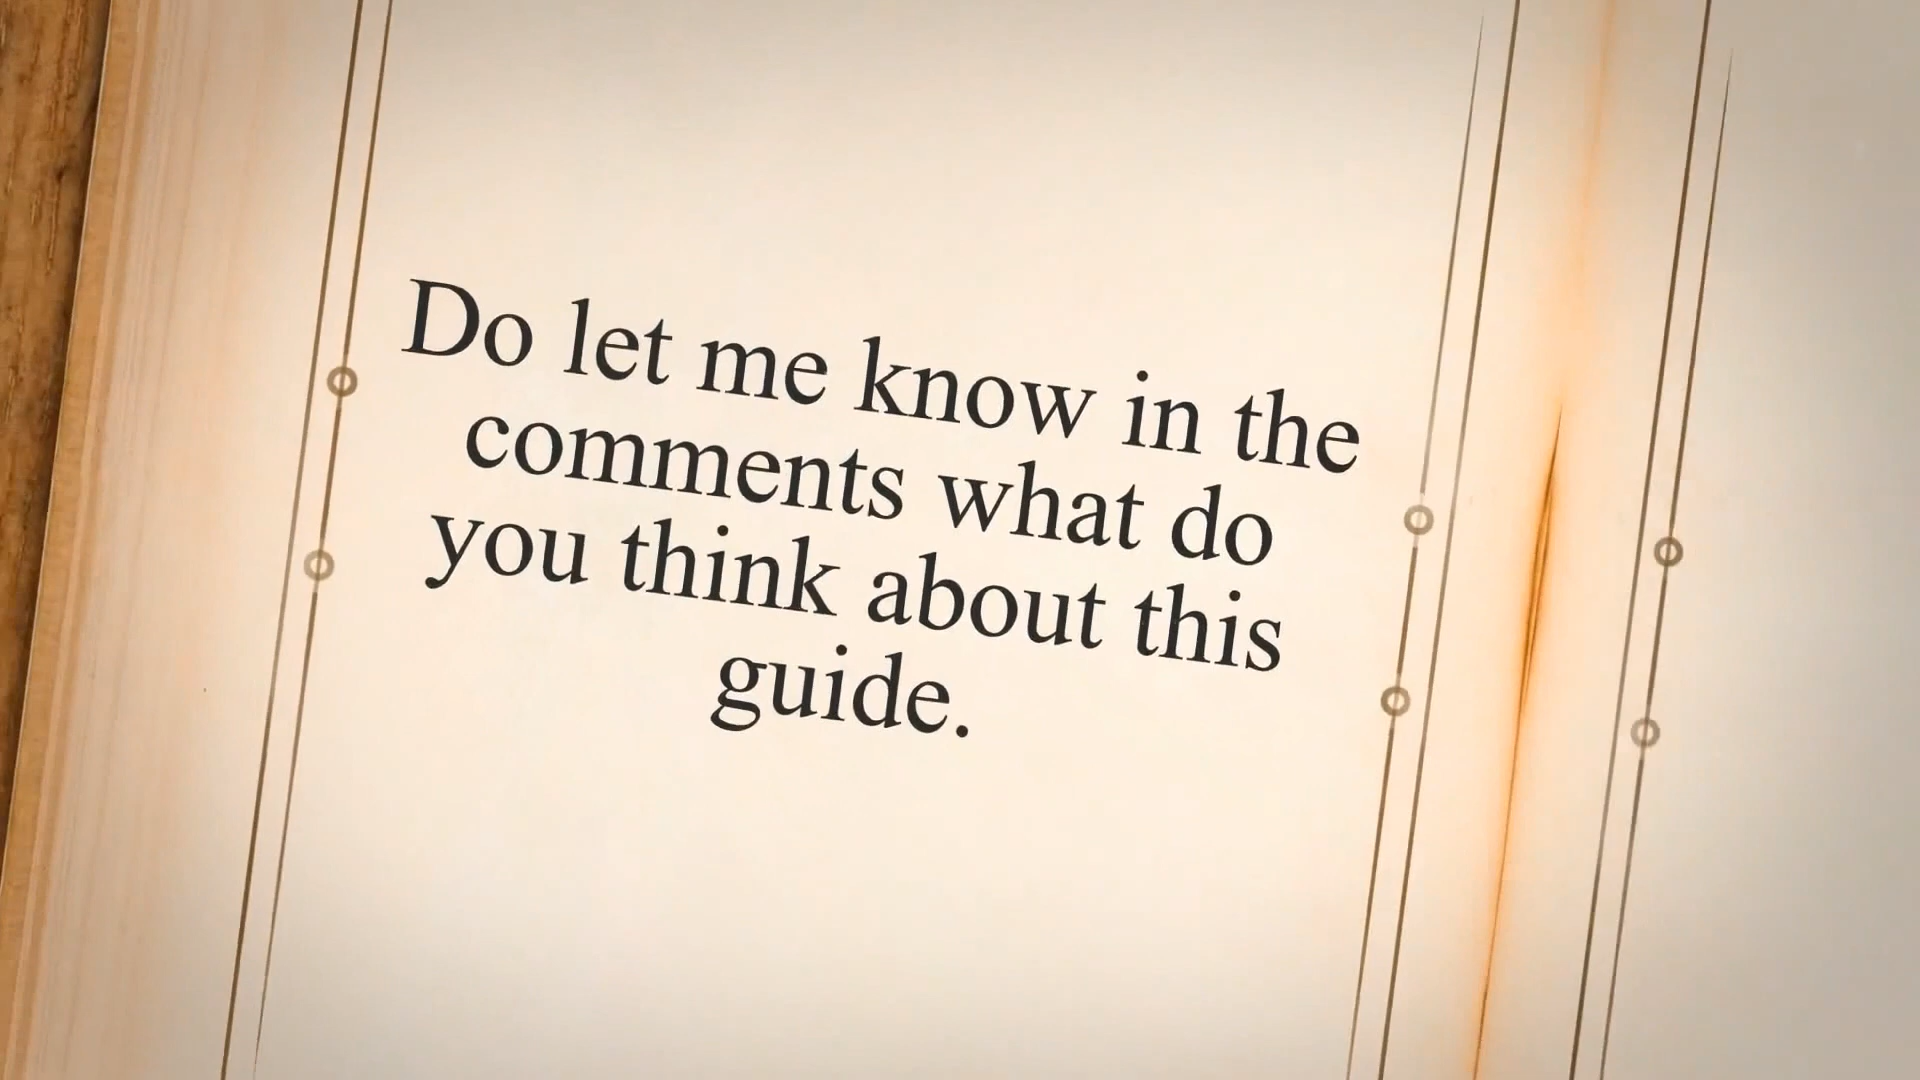 Do let me know in the
comments what do
you think about this
guide.